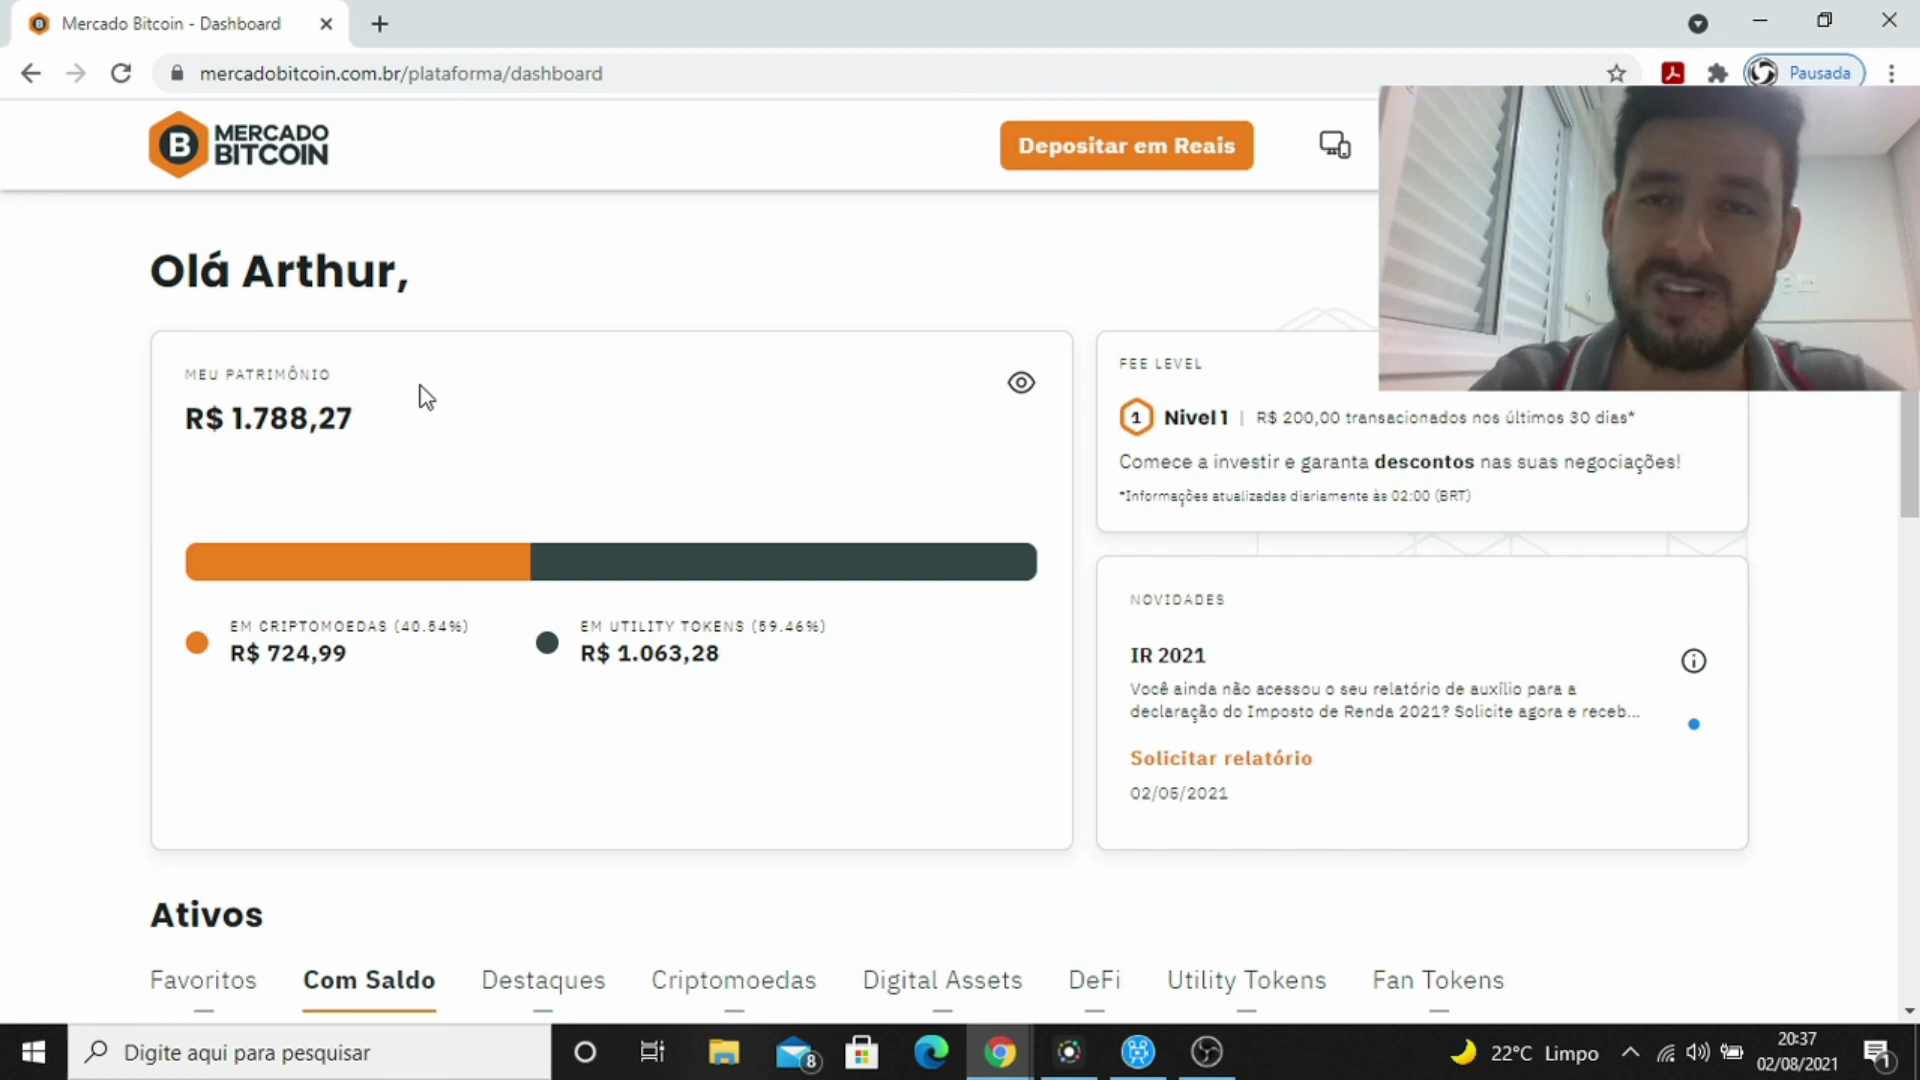 Mercado Bitcoin - Dashboard
mercadobitcoin.com.br/plataforma/dashboard
Pausada
MERCADO
BITCOIN
Depositar em Reais
Olá Arthur,
MEU PATRIMÔNIO
R$ 1.788,27
EM CRIPTOMOEDAS (40.54%)
R$ 724,99
EM UTILITY TOKENS (59.46%)
R$ 1.063,28
FEE LEVEL
1 Nivel 1 | R$ 200,00 transacionados nos últimos 30 dias*
Comece a investir e garanta descontos nas suas negociações!
*Informações atualizadas diariamente às 02:00 (BRT)
NOVIDADES
IR 2021
Você ainda não acessou o seu relatório de auxílio para a
declaração do Imposto de Renda 2021? Solicite agora e receb...
Solicitar relatório
02/05/2021
Ativos
Favoritos
Com Saldo
Destaques
Criptomoedas
Digital Assets
DeFi
Utility Tokens
Fan Tokens
Digite aqui para pesquisar
8
22°C Limpo
20:37
02/08/2021
1